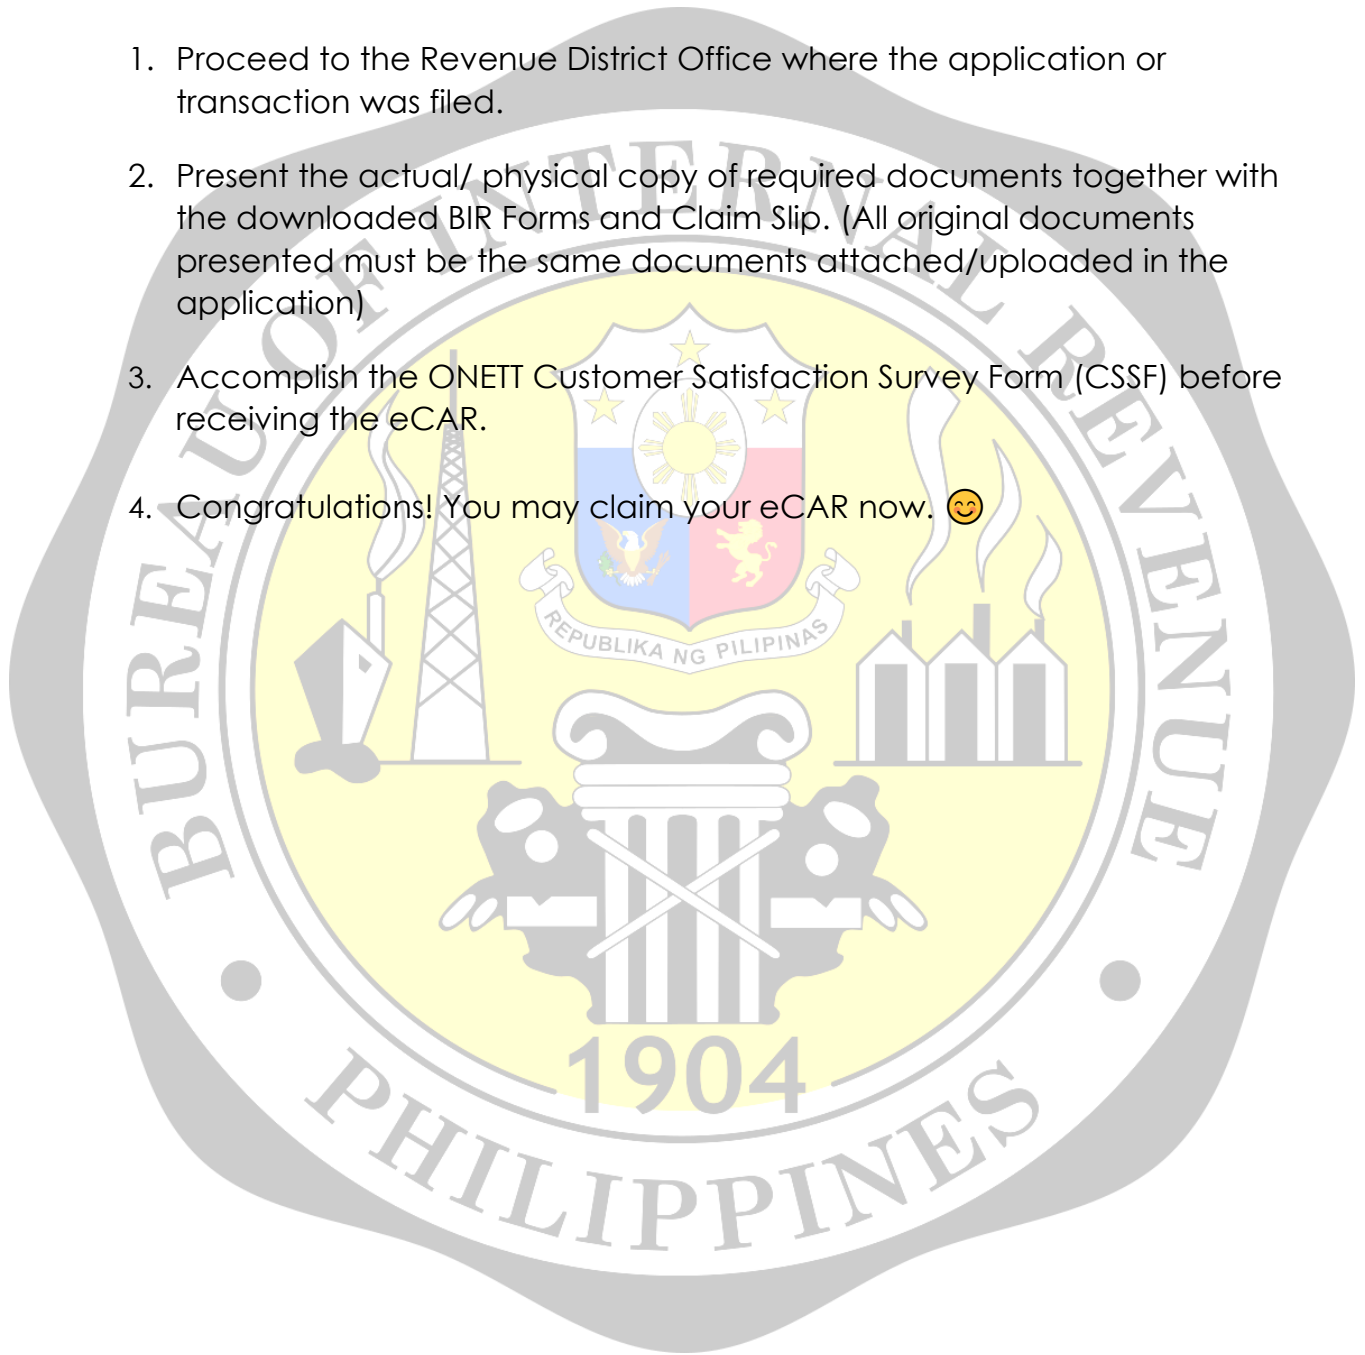 1. Proceed to the Revenue District Office where the application or
transaction was filed.
2. Present the actual/ physical copy of required documents together with
the downloaded BIR Forms and Claim Slip. (All original documents
presented must be the same documents attached/uploaded in the
application)
3. Accomplish the ONETT Customer Satisfaction Survey Form (CSSF) before
receiving the eCAR.
4. Congratulations! You may claim your eCAR now. 😊
BUREAU OF INTERNAL REVENUE
REPUBLIKA NG PILIPINAS
1904
PHILIPPINES